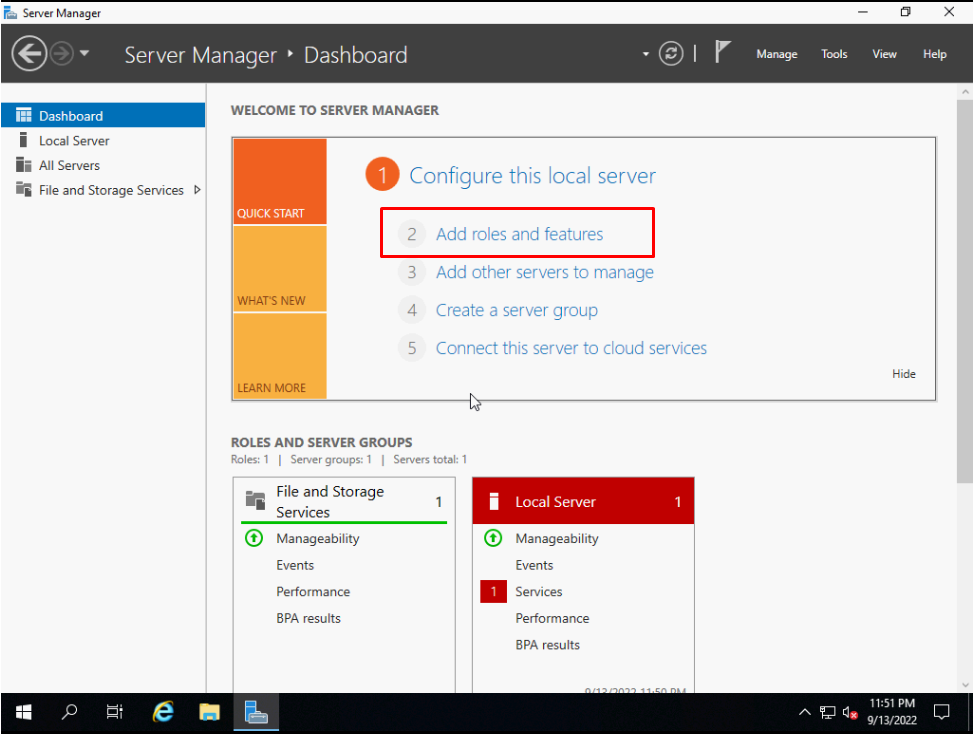 Server Manager
Server Manager ‣ Dashboard
Manage Tools View Help
Dashboard
Local Server
All Servers
File and Storage Services
WELCOME TO SERVER MANAGER
QUICK START
WHAT'S NEW
LEARN MORE
1 Configure this local server
2 Add roles and features
3 Add other servers to manage
4 Create a server group
5 Connect this server to cloud services
Hide
ROLES AND SERVER GROUPS
Roles: 1 | Server groups: 1 | Servers total: 1
File and Storage
Services
1
Manageability
Events
Performance
BPA results
Local Server 1
Manageability
Events
1 Services
Performance
BPA results
9/13/2022 11:50 PM
11:51 PM
9/13/2022